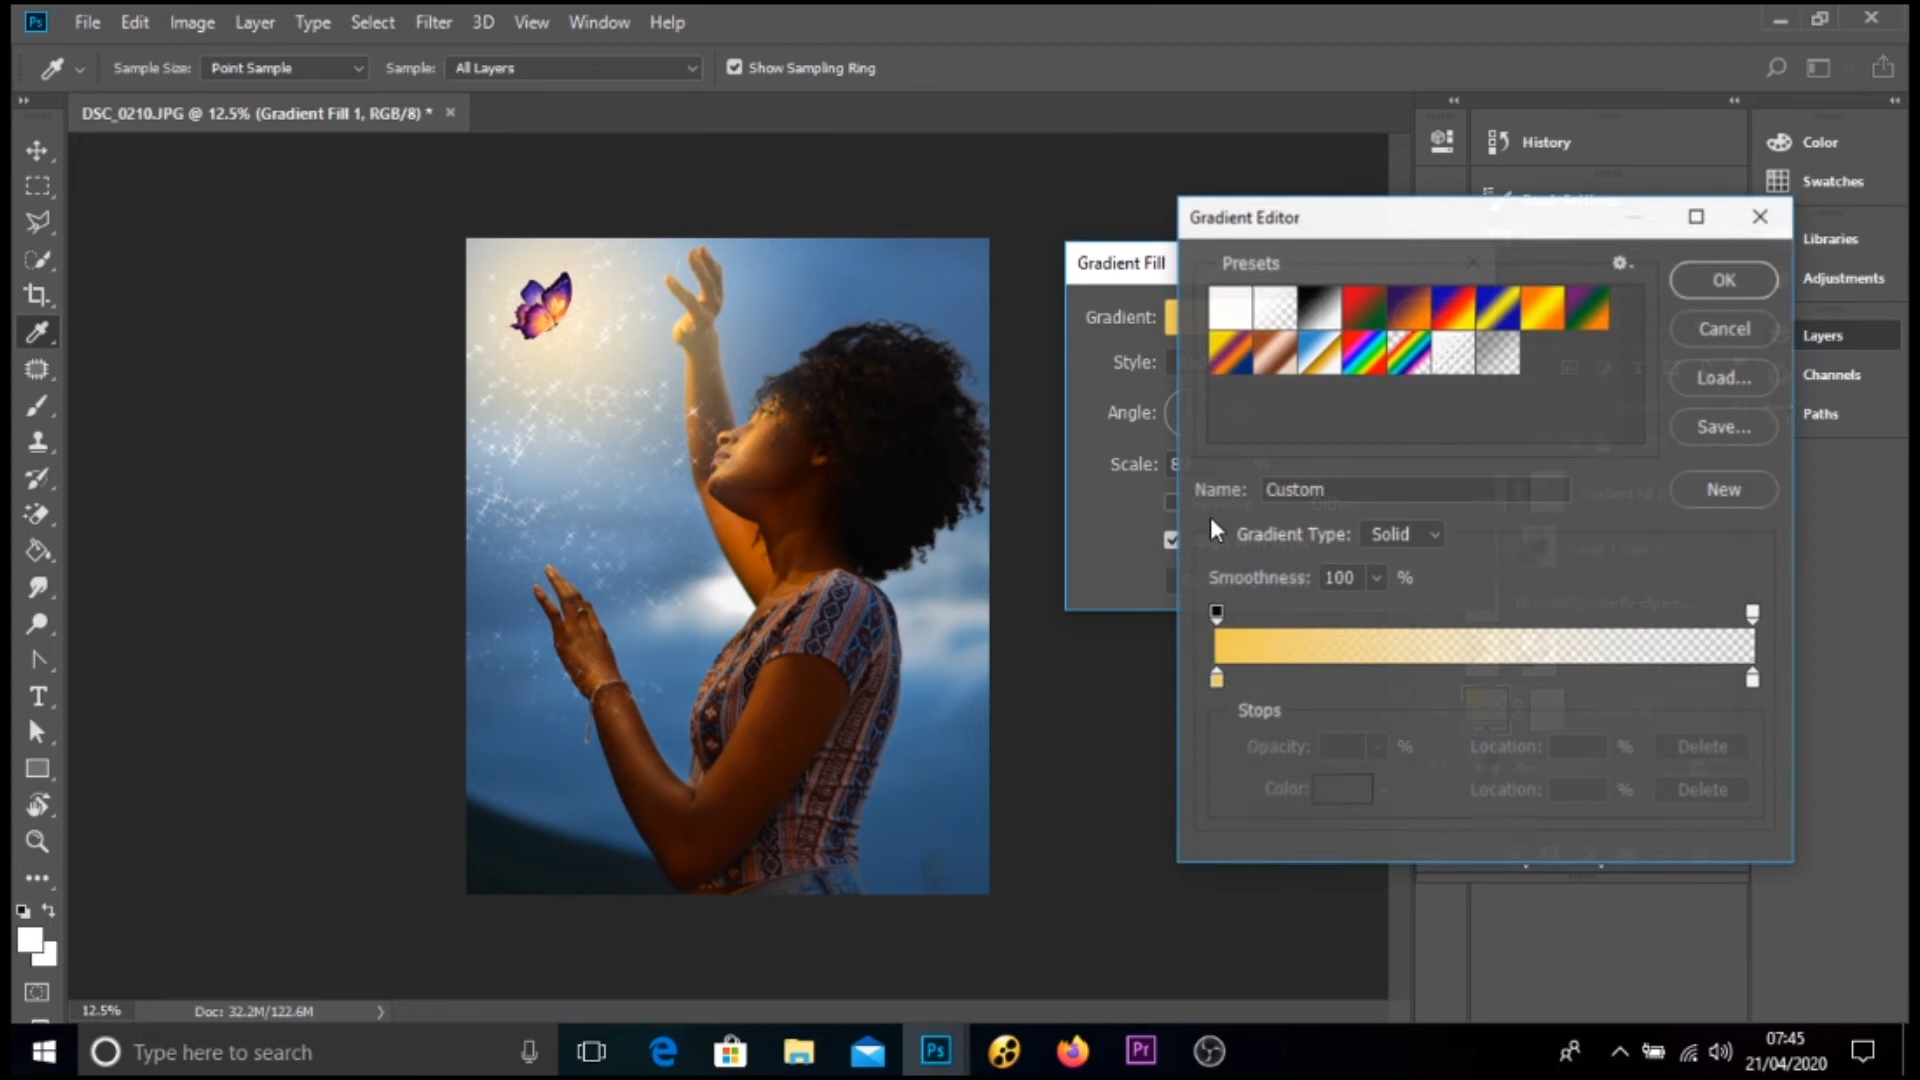 Ps File Edit Image Layer Type Select Filter 3D View Window Help
Sample Size: Point Sample Sample: All Layers Show Sampling Ring
DSC_0210.JPG @ 12.5% (Gradient Fill 1, RGB/8) *
History
Color
Swatches
Libraries
Adjustments
Layers
Channels
Paths
Gradient Fill
Gradient:
Style:
Angle:
Scale: 8
Gradient Editor
Presets
OK
Cancel
Load...
Save...
Name: Custom
New
Gradient Type: Solid
Smoothness: 100 %
Stops
Opacity: % Location: % Delete
Color: Location: % Delete
12.5% Doc: 32.2M/122.6M
Type here to search
Ps
Pr
07:45
21/04/2020